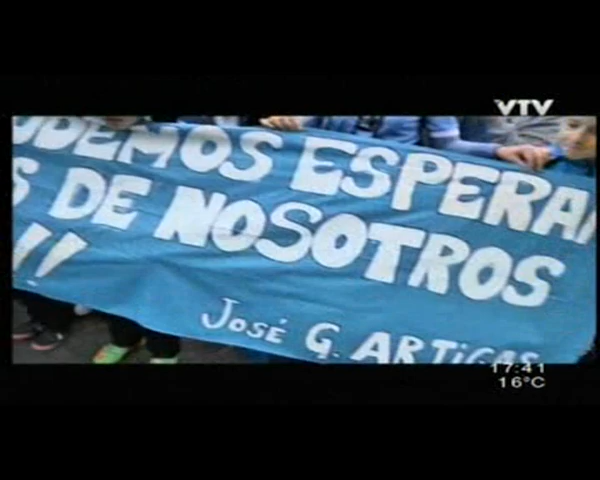 VTV
ODEMOS ESPERA
S DE NOSOTROS
!!
JOSÉ G. ARTIGAS
17:41
16°C